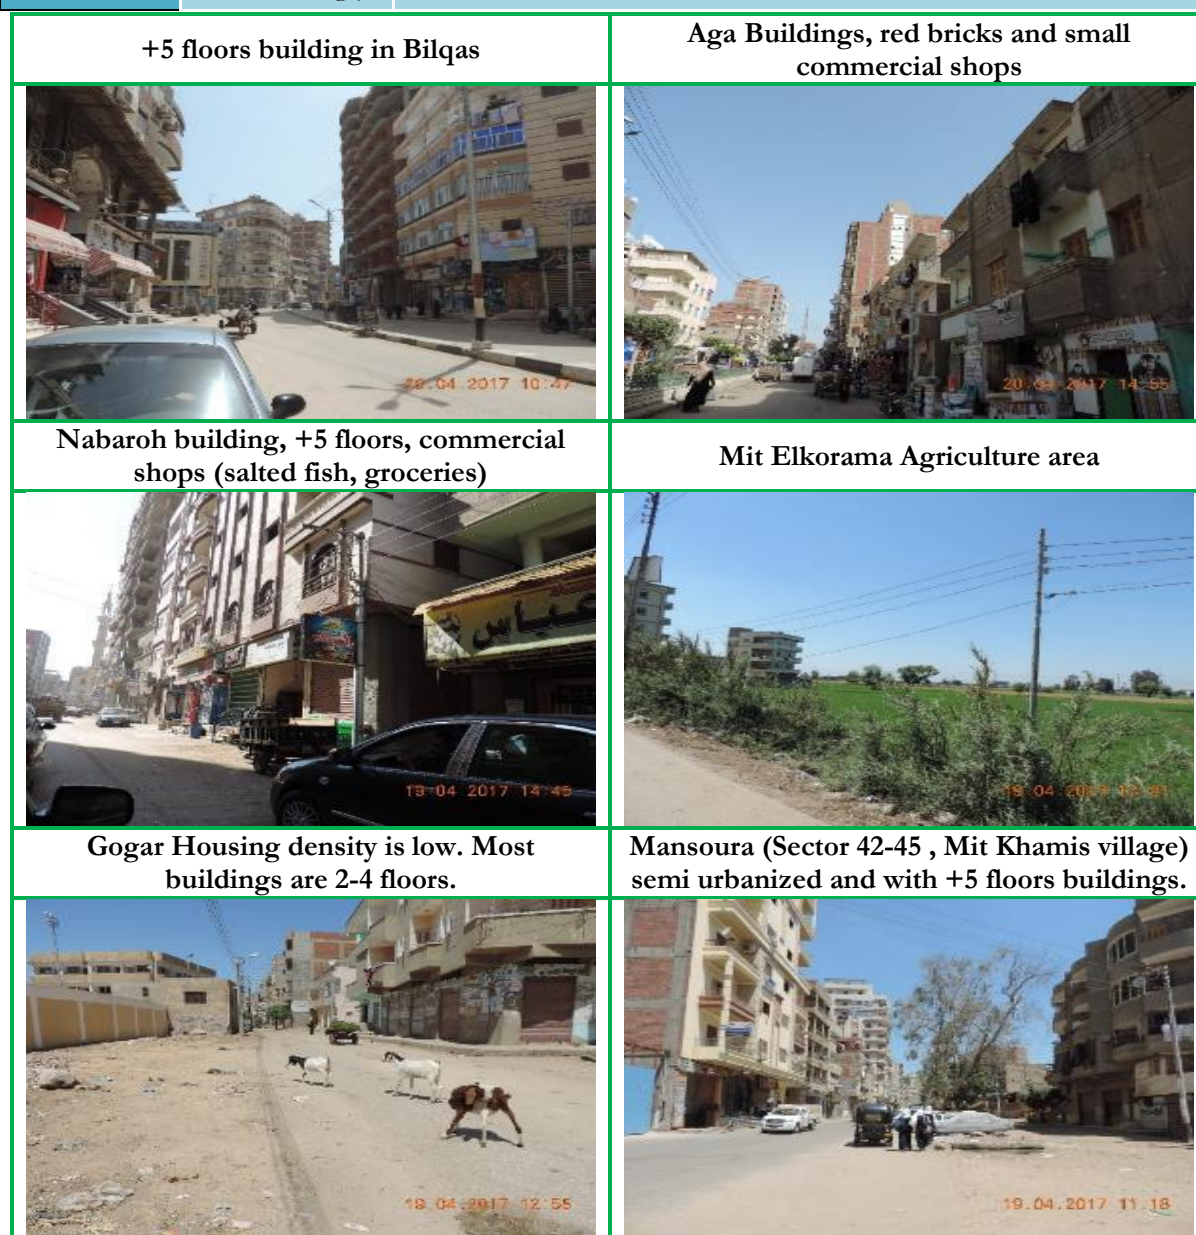 +5 floors building in Bilqas
Aga Buildings, red bricks and small
commercial shops
20.04 2017 10:47
2017 14:55
Nabaroh building, +5 floors, commercial
shops (salted fish, groceries)
Mit Elkorama Agriculture area
عباس
19 04 2017 14:45
19 04 2017
Gogar Housing density is low. Most
buildings are 2-4 floors.
Mansoura (Sector 42-45 , Mit Khamis village)
semi urbanized and with +5 floors buildings.
19 04 2017 12:55
19.04.2017 11:18